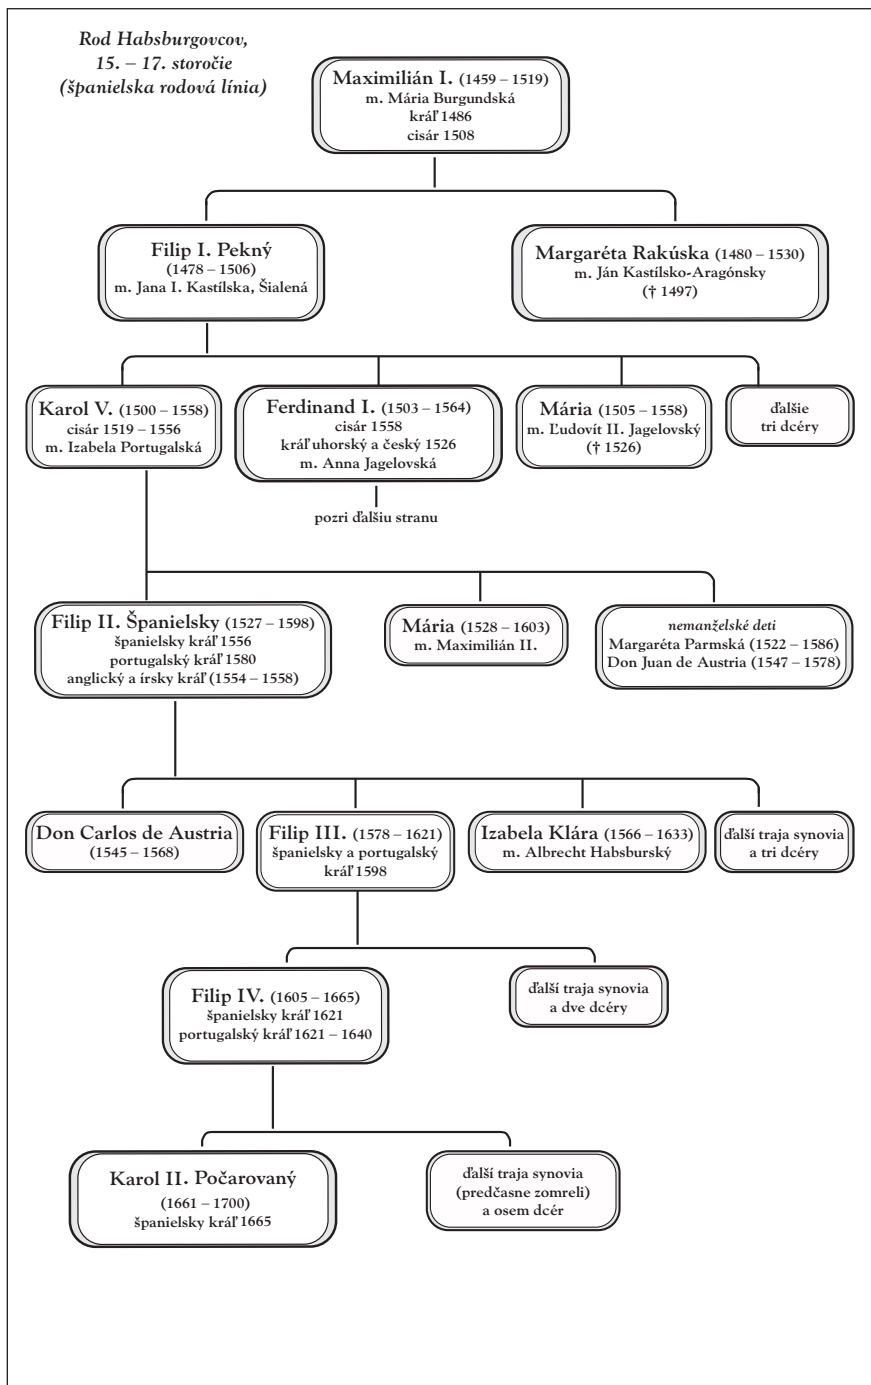 Rod Habsburgovcov,
15. – 17. storočie
(španielska rodová línia)
Maximilián I. (1459 – 1519)
m. Mária Burgundská
kráľ 1486
cisár 1508
Filip I. Pekný
(1478 – 1506)
m. Jana I. Kastílska, Šialená
Margaréta Rakúska (1480 – 1530)
m. Ján Kastílsko-Aragónsky
(† 1497)
Karol V. (1500 – 1558)
cisár 1519 – 1556
m. Izabela Portugalská
Ferdinand I. (1503 – 1564)
cisár 1558
kráľ uhorský a český 1526
m. Anna Jagelovská
Mária (1505 – 1558)
m. Ľudovít II. Jagelovský
(† 1526)
ďalšie
tri dcéry
pozri ďalšiu stranu
Filip II. Španielsky (1527 – 1598)
španielsky kráľ 1556
portugalský kráľ 1580
anglický a írsky kráľ (1554 – 1558)
Mária (1528 – 1603)
m. Maximilián II.
nemanželské deti
Margaréta Parmská (1522 – 1586)
Don Juan de Austria (1547 – 1578)
Don Carlos de Austria
(1545 – 1568)
Filip III. (1578 – 1621)
španielsky a portugalský
kráľ 1598
Izabela Klára (1566 – 1633)
m. Albrecht Habsburský
ďalší traja synovia
a tri dcéry
Filip IV. (1605 – 1665)
španielsky kráľ 1621
portugalský kráľ 1621 – 1640
ďalší traja synovia
a dve dcéry
Karol II. Počarovaný
(1661 – 1700)
španielsky kráľ 1665
ďalší traja synovia
(predčasne zomreli)
a osem dcér